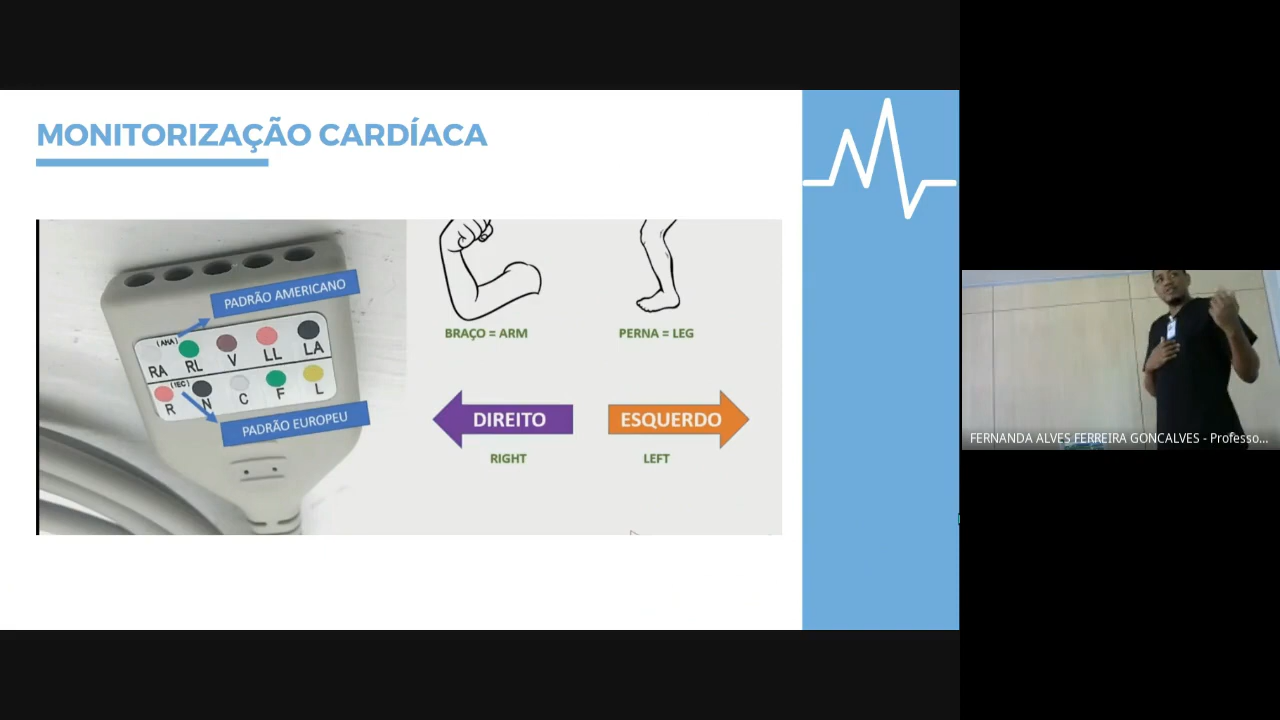 MONITORIZAÇÃO CARDÍACA
PADRÃO AMERICANO
(AHA)
RA RL V LL LA
(IEC)
R N C F L
PADRÃO EUROPEU
BRAÇO = ARM
PERNA = LEG
DIREITO
ESQUERDO
RIGHT
LEFT
FERNANDA ALVES FERREIRA GONCALVES - Professo...